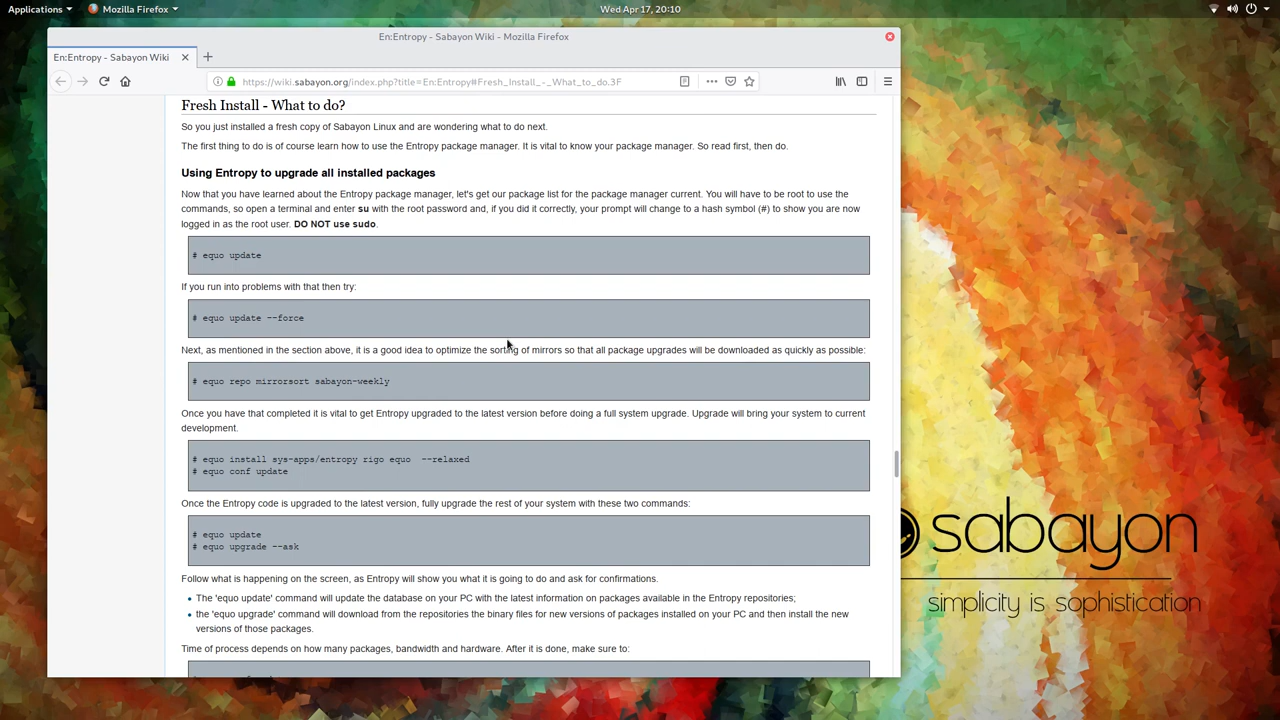 Applications
Mozilla Firefox
Wed Apr 17, 20:10
En:Entropy - Sabayon Wiki - Mozilla Firefox
En:Entropy - Sabayon Wiki
https://wiki.sabayon.org/index.php?title=En:Entropy#Fresh_Install_-_What_to_do.3F
Fresh Install - What to do?
So you just installed a fresh copy of Sabayon Linux and are wondering what to do next.
The first thing to do is of course learn how to use the Entropy package manager. It is vital to know your package manager. So read first, then do.
Using Entropy to upgrade all installed packages
Now that you have learned about the Entropy package manager, let's get our package list for the package manager current. You will have to be root to use the
commands, so open a terminal and enter su with the root password and, if you did it correctly, your prompt will change to a hash symbol (#) to show you are now
logged in as the root user. DO NOT use sudo.
# equo update
If you run into problems with that then try:
# equo update --force
Next, as mentioned in the section above, it is a good idea to optimize the sorting of mirrors so that all package upgrades will be downloaded as quickly as possible:
# equo repo mirrorsort sabayon-weekly
Once you have that completed it is vital to get Entropy upgraded to the latest version before doing a full system upgrade. Upgrade will bring your system to current
development.
# equo install sys-apps/entropy rigo equo  --relaxed
# equo conf update
Once the Entropy code is upgraded to the latest version, fully upgrade the rest of your system with these two commands:
# equo update
# equo upgrade --ask
Follow what is happening on the screen, as Entropy will show you what it is going to do and ask for confirmations.
The 'equo update' command will update the database on your PC with the latest information on packages available in the Entropy repositories;
the 'equo upgrade' command will download from the repositories the binary files for new versions of packages installed on your PC and then install the new
versions of those packages.
Time of process depends on how many packages, bandwidth and hardware. After it is done, make sure to:
sabayon
simplicity is sophistication